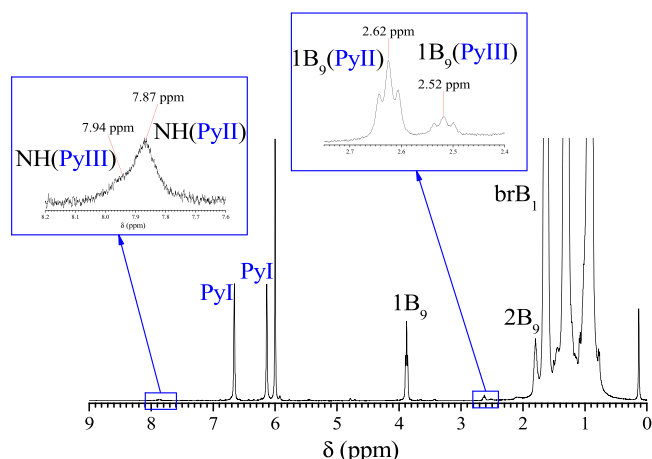 2.62 ppm
1B₉(PyII)
1B₉(PyIII)
2.52 ppm
2.7 2.6 2.5 2.4
7.87 ppm
7.94 ppm
NH(PyII)
NH(PyIII)
8.2 8.1 8.0 7.9 7.8 7.7 7.6
δ (ppm)
brB₁
PyI
PyI
1B₉
2B₉
9 8 7 6 5 4 3 2 1 0
δ (ppm)